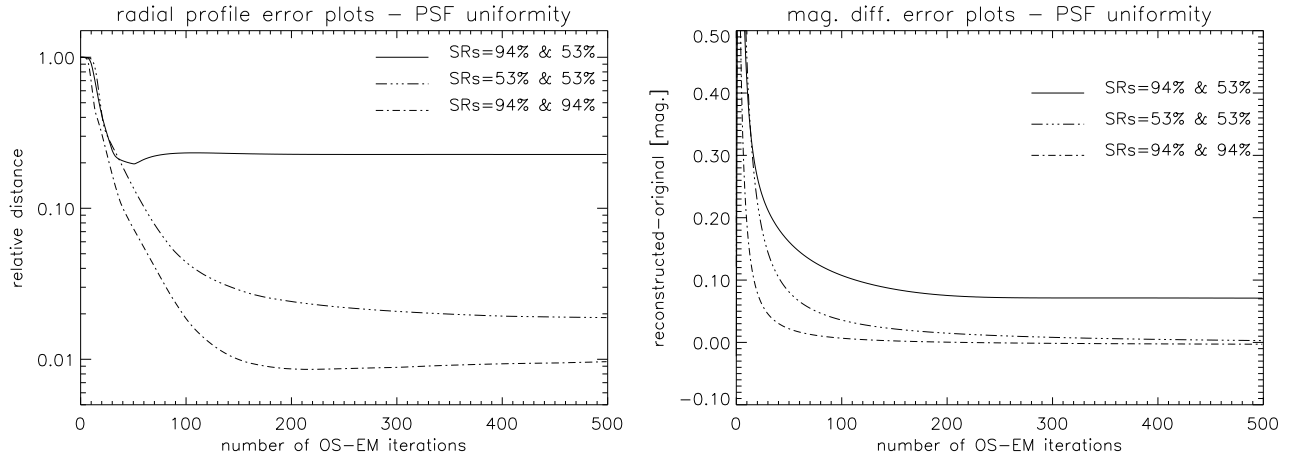 radial profile error plots – PSF uniformity
relative distance
1.00
0.10
0.01
SRs=94% & 53%
SRs=53% & 53%
SRs=94% & 94%
0 100 200 300 400 500
number of OS–EM iterations
mag. diff. error plots – PSF uniformity
reconstructed–original [mag.]
0.50
0.40
0.30
0.20
0.10
0.00
–0.10
SRs=94% & 53%
SRs=53% & 53%
SRs=94% & 94%
0 100 200 300 400 500
number of OS–EM iterations